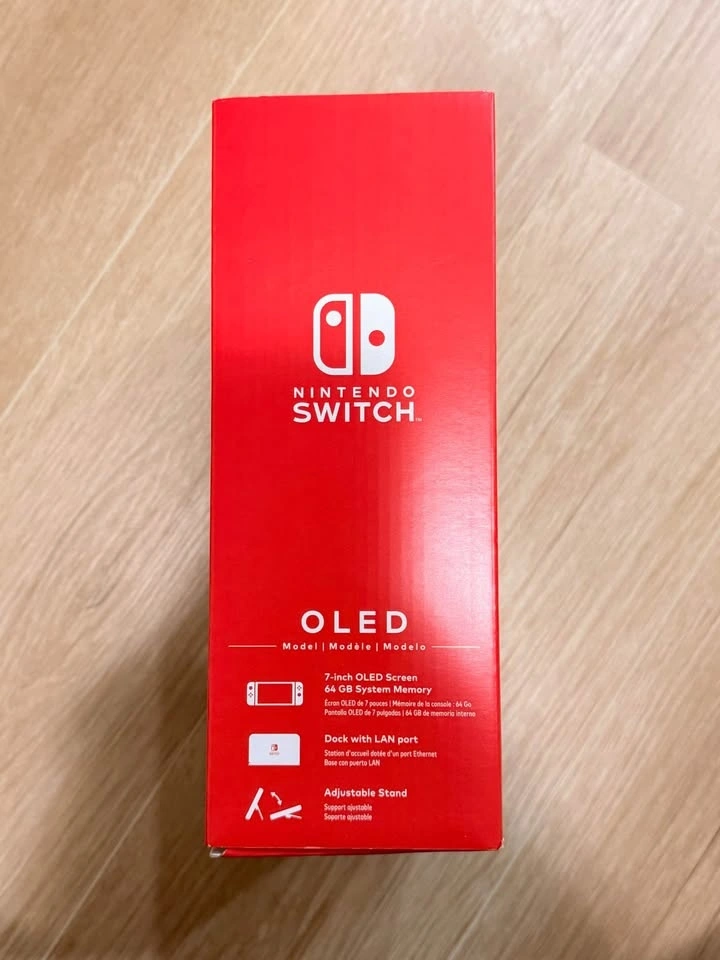 NINTENDO
SWITCH™
OLED
Model | Modèle | Modelo
7-inch OLED Screen
64 GB System Memory
Écran OLED de 7 pouces | Mémoire de la console : 64 Go
Pantalla OLED de 7 pulgadas | 64 GB de memoria interna
Dock with LAN port
Station d'accueil dotée d'un port Ethernet
Base con puerto LAN
Adjustable Stand
Support ajustable
Soporte ajustable